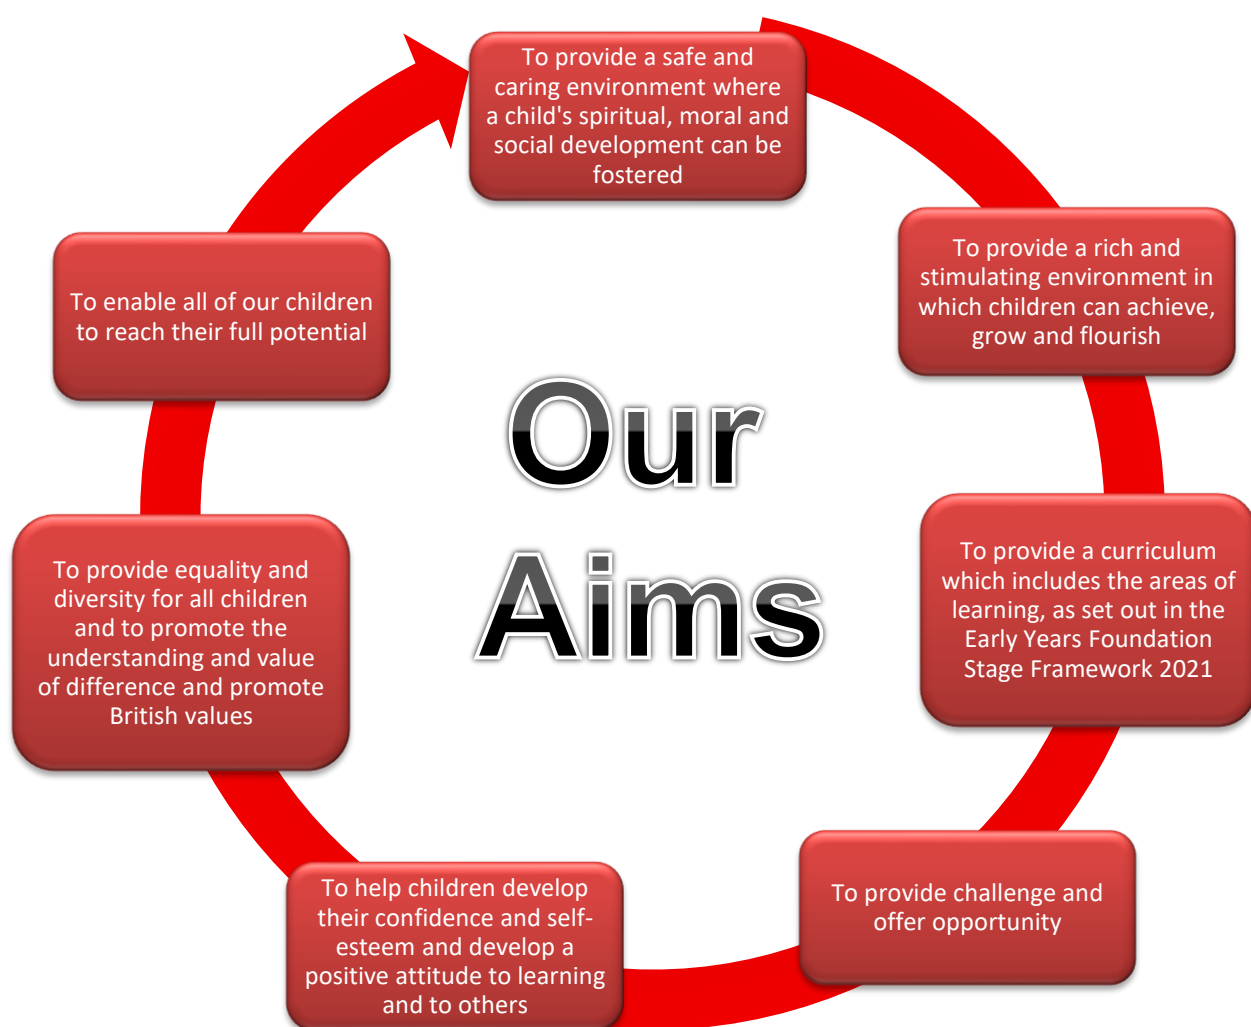 To provide a safe and
caring environment where
a child's spiritual, moral and
social development can be
fostered
To provide a rich and
stimulating environment in
which children can achieve,
grow and flourish
To provide a curriculum
which includes the areas of
learning, as set out in the
Early Years Foundation
Stage Framework 2021
To provide challenge and
offer opportunity
To help children develop
their confidence and self-
esteem and develop a
positive attitude to learning
and to others
To provide equality and
diversity for all children
and to promote the
understanding and value
of difference and promote
British values
To enable all of our children
to reach their full potential
Our
Aims